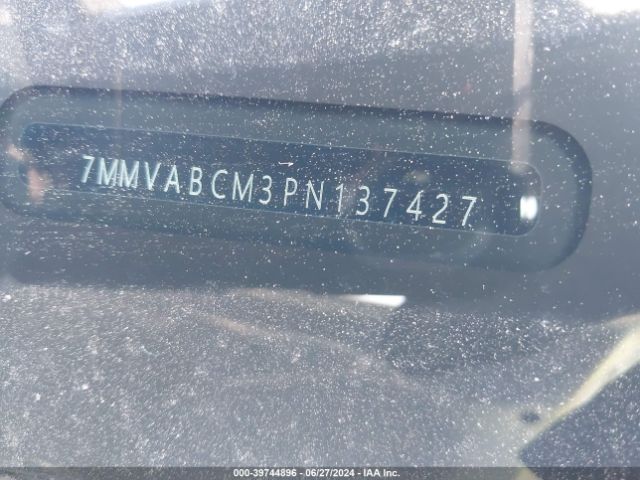 7MMVABCM3PN137427
000-39744896 - 06/27/2024 - IAA Inc.